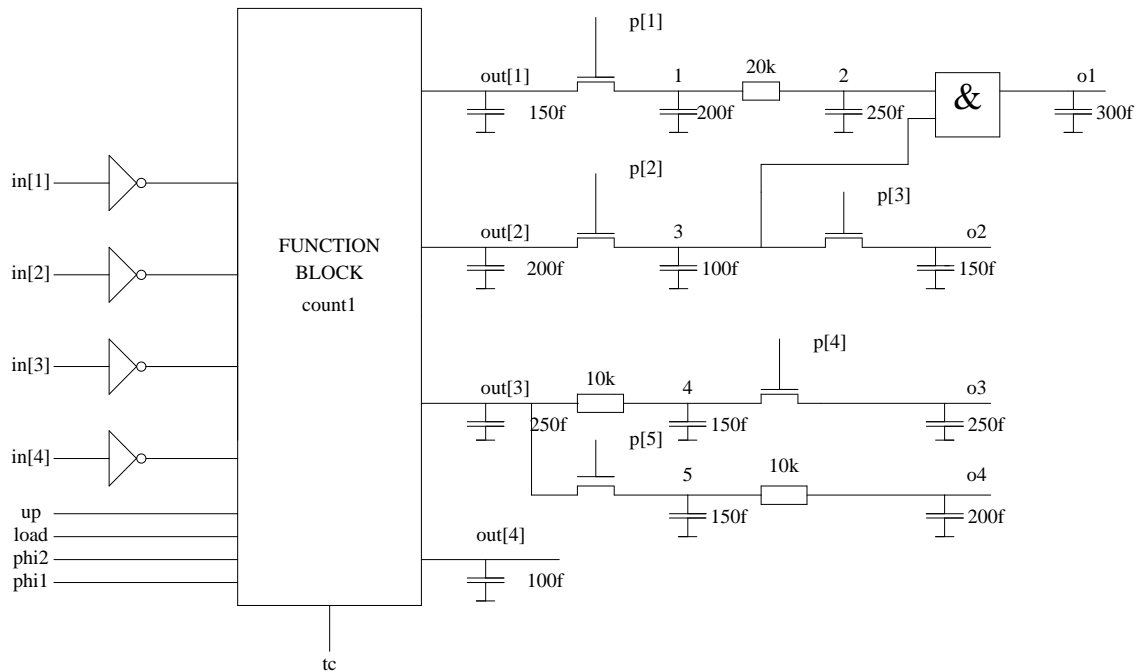 p[1]
out[1]
1
20k
2
o1
&
150f
200f
250f
300f
in[1]
p[2]
p[3]
out[2]
3
o2
FUNCTION
BLOCK
count1
in[2]
200f
100f
150f
in[3]
p[4]
out[3]
10k
4
o3
250f
150f
250f
p[5]
in[4]
5
10k
o4
150f
200f
up
load
phi2
phi1
out[4]
100f
tc